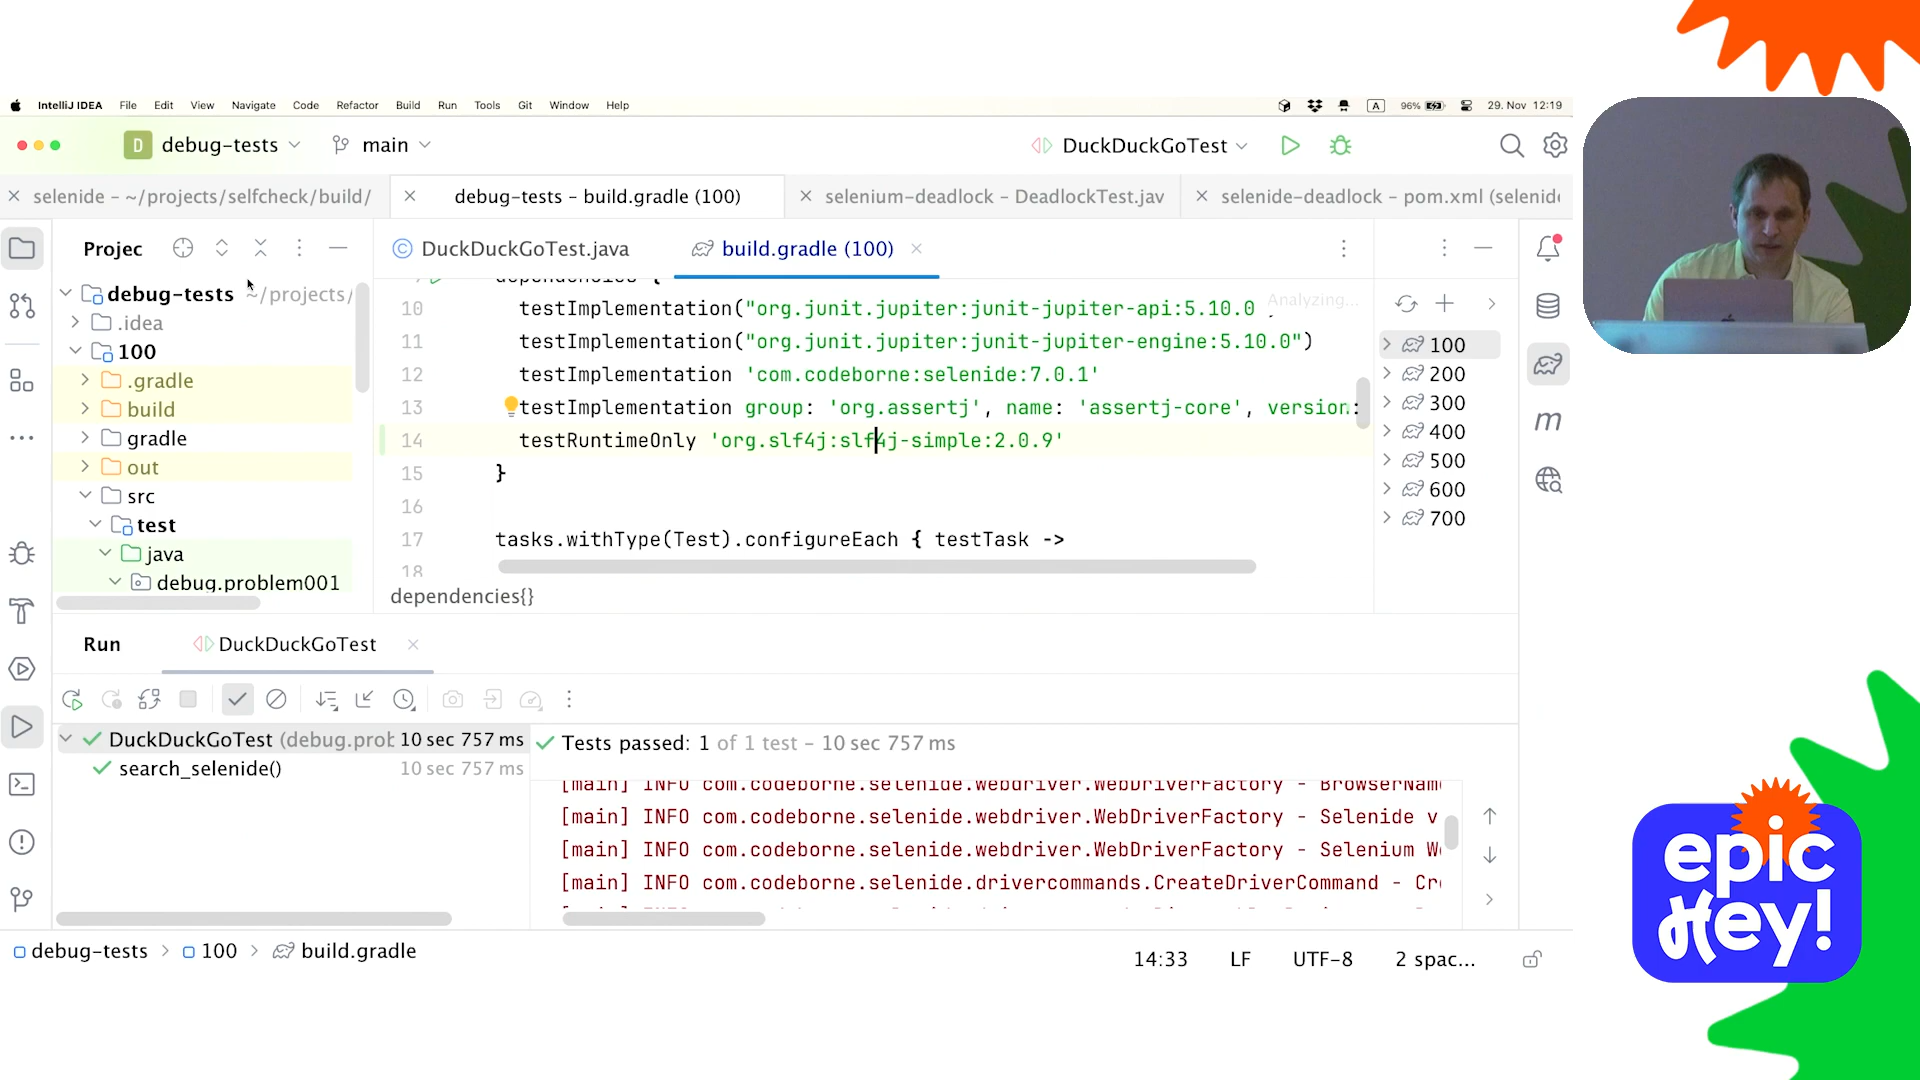 IntelliJ IDEA File Edit View Navigate Code Refactor Build Run Tools Git Window Help A 96% 29. Nov 12:19
D debug-tests main DuckDuckGoTest
selenide – ~/projects/selfcheck/build/
debug-tests – build.gradle (100)
selenium-deadlock – DeadlockTest.jav
selenide-deadlock – pom.xml (selenide
Projec
DuckDuckGoTest.java
build.gradle (100)
debug-tests ~/projects/
.idea
100
.gradle
build
gradle
out
src
test
java
debug.problem001
dependencies {
Analyzing...
10 testImplementation("org.junit.jupiter:junit-jupiter-api:5.10.0
11 testImplementation("org.junit.jupiter:junit-jupiter-engine:5.10.0")
12 testImplementation 'com.codeborne:selenide:7.0.1'
13 testImplementation group: 'org.assertj', name: 'assertj-core', version:
14 testRuntimeOnly 'org.slf4j:slf4j-simple:2.0.9'
15 }
16
17 tasks.withType(Test).configureEach { testTask ->
18
dependencies{}
100
200
300
400
500
600
700
m
Run DuckDuckGoTest
DuckDuckGoTest (debug.prob 10 sec 757 ms
search_selenide() 10 sec 757 ms
Tests passed: 1 of 1 test – 10 sec 757 ms
[main] INFO com.codeborne.selenide.webdriver.WebDriverFactory - BrowserName
[main] INFO com.codeborne.selenide.webdriver.WebDriverFactory - Selenide v
[main] INFO com.codeborne.selenide.webdriver.WebDriverFactory - Selenium W
[main] INFO com.codeborne.selenide.drivercommands.CreateDriverCommand - Cr
debug-tests > 100 > build.gradle
14:33 LF UTF-8 2 spac...
epic
Hey!